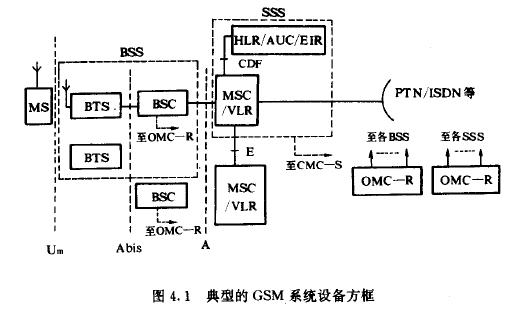 SSS
BSS
HLR/AUC/EIR
CDF
MS
BTS
BSC
MSC
/VLR
PTN/ISDN等
至OMC—R
至各BSS
至各SSS
BTS
E
至CMC—S
OMC—R
OMC—R
BSC
MSC
/VLR
至OMC—R
Um
Abis
A
图 4.1 典型的 GSM 系统设备方框